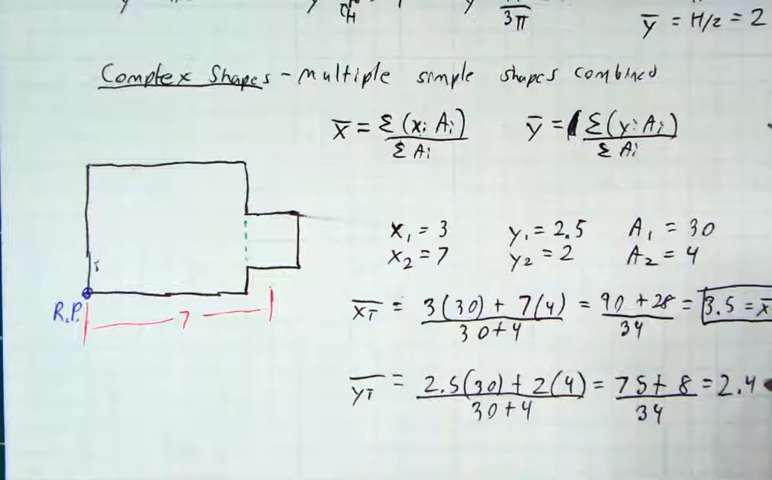 3π
ȳ = H/2 = 2
Complex Shapes - multiple simple shapes combined
x̄ = Σ(xᵢ Aᵢ) / Σ Aᵢ ȳ = Σ(yᵢ Aᵢ) / Σ Aᵢ
x₁ = 3 y₁ = 2.5 A₁ = 30
x₂ = 7 y₂ = 2 A₂ = 4
R.P. 7
x̄T = 3(30) + 7(4) / 30+4 = 90 + 28 / 34 = 3.5 = x̄
ȳT = 2.5(30) + 2(4) / 30+4 = 75 + 8 / 34 = 2.4